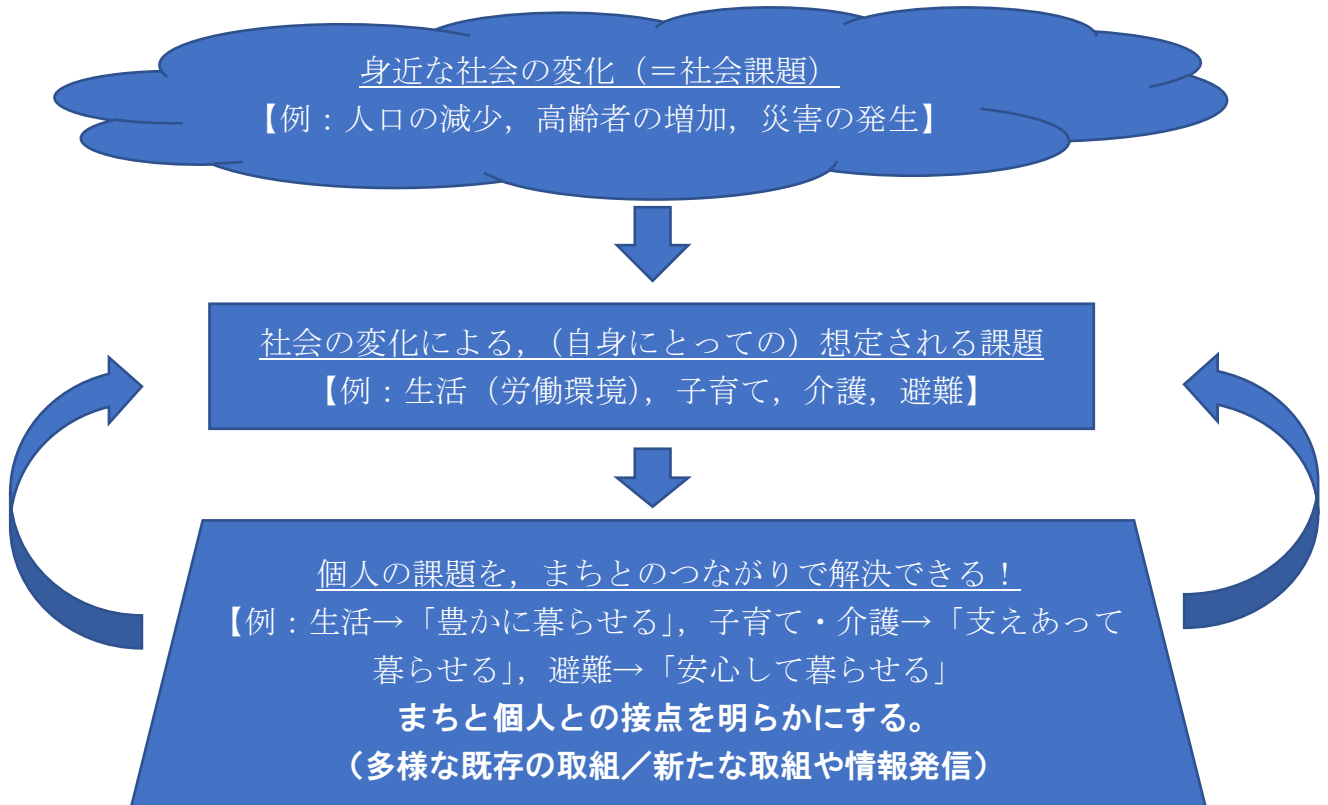 身近な社会の変化（＝社会課題）
【例：人口の減少，高齢者の増加，災害の発生】
社会の変化による，（自身にとっての）想定される課題
【例：生活（労働環境），子育て，介護，避難】
個人の課題を，まちとのつながりで解決できる！
【例：生活→「豊かに暮らせる」，子育て・介護→「支えあって
暮らせる」，避難→「安心して暮らせる」
まちと個人との接点を明らかにする。
（多様な既存の取組／新たな取組や情報発信）